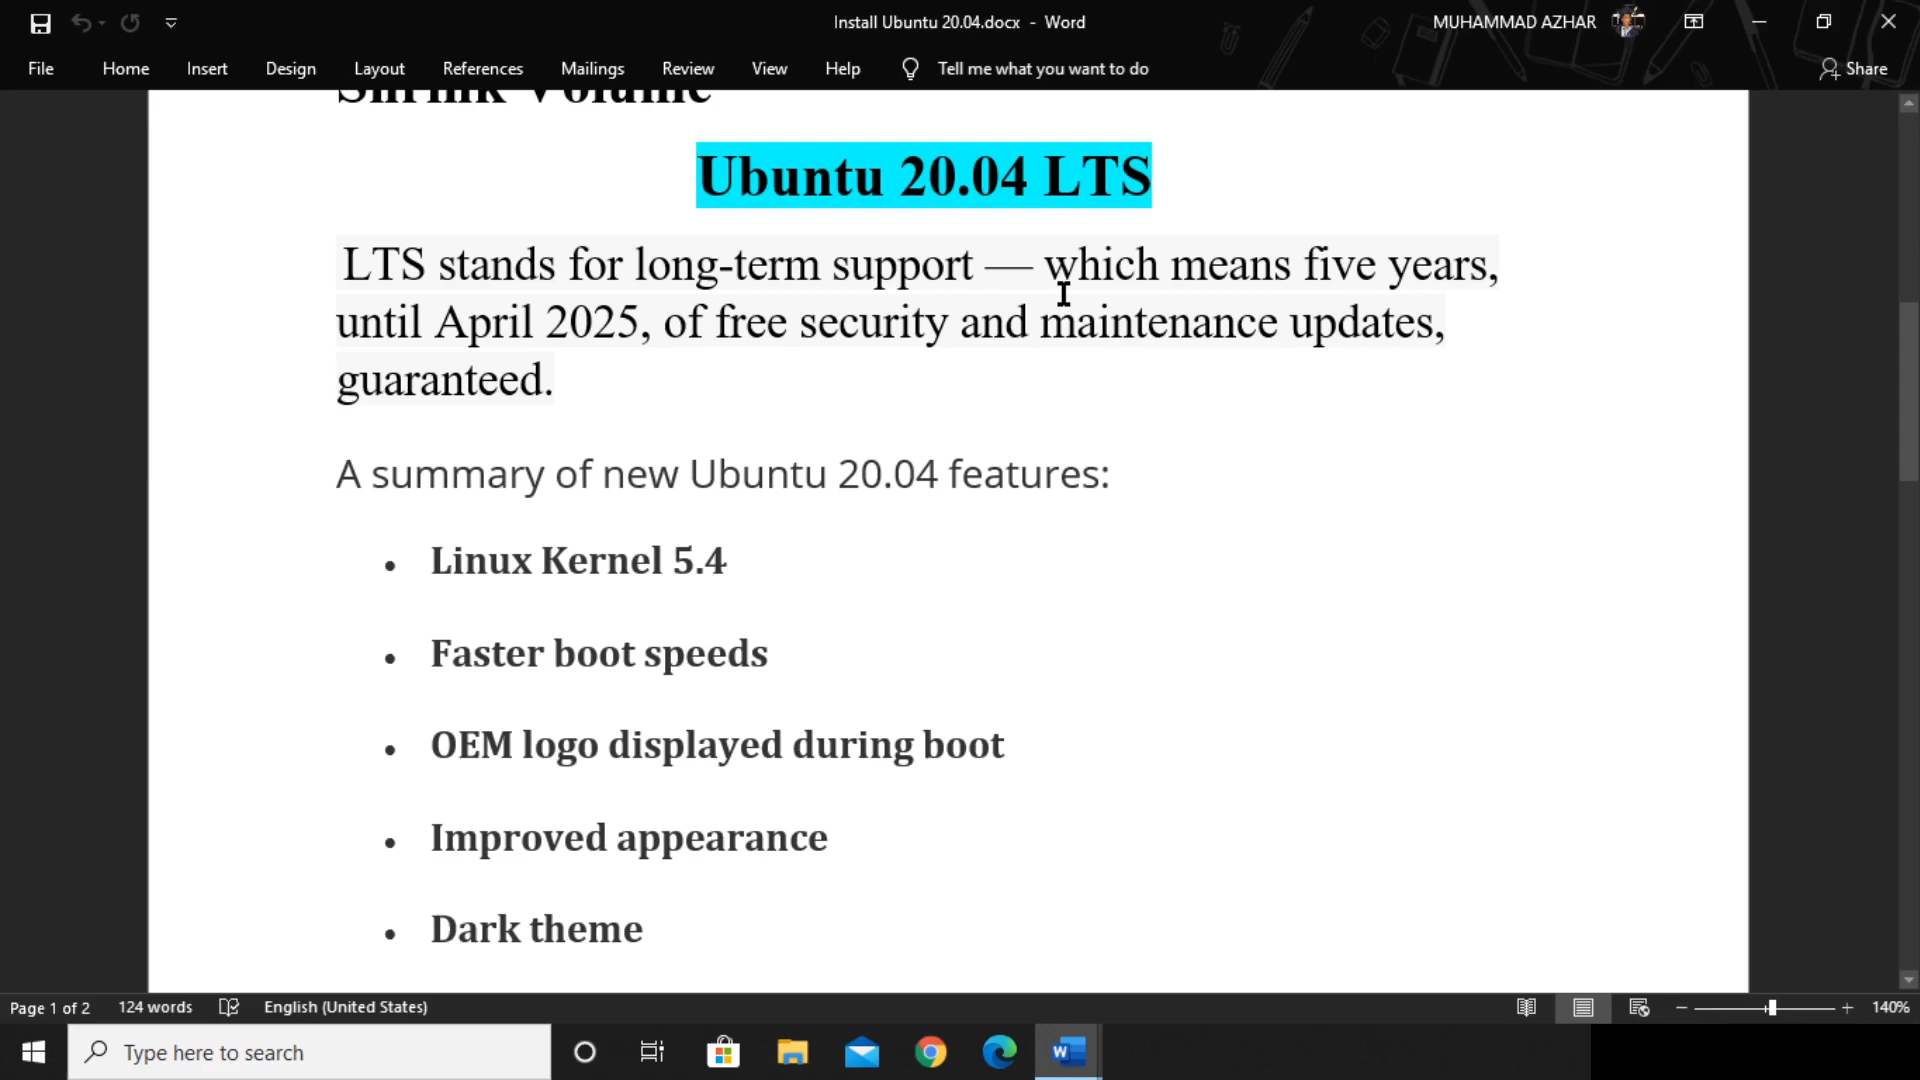 Install Ubuntu 20.04.docx - Word
MUHAMMAD AZHAR
File Home Insert Design Layout References Mailings Review View Help Tell me what you want to do Share
Shrink Volume
Ubuntu 20.04 LTS
LTS stands for long-term support — which means five years,
until April 2025, of free security and maintenance updates,
guaranteed.
A summary of new Ubuntu 20.04 features:
• Linux Kernel 5.4
• Faster boot speeds
• OEM logo displayed during boot
• Improved appearance
• Dark theme
Page 1 of 2 124 words English (United States) 140%
Type here to search